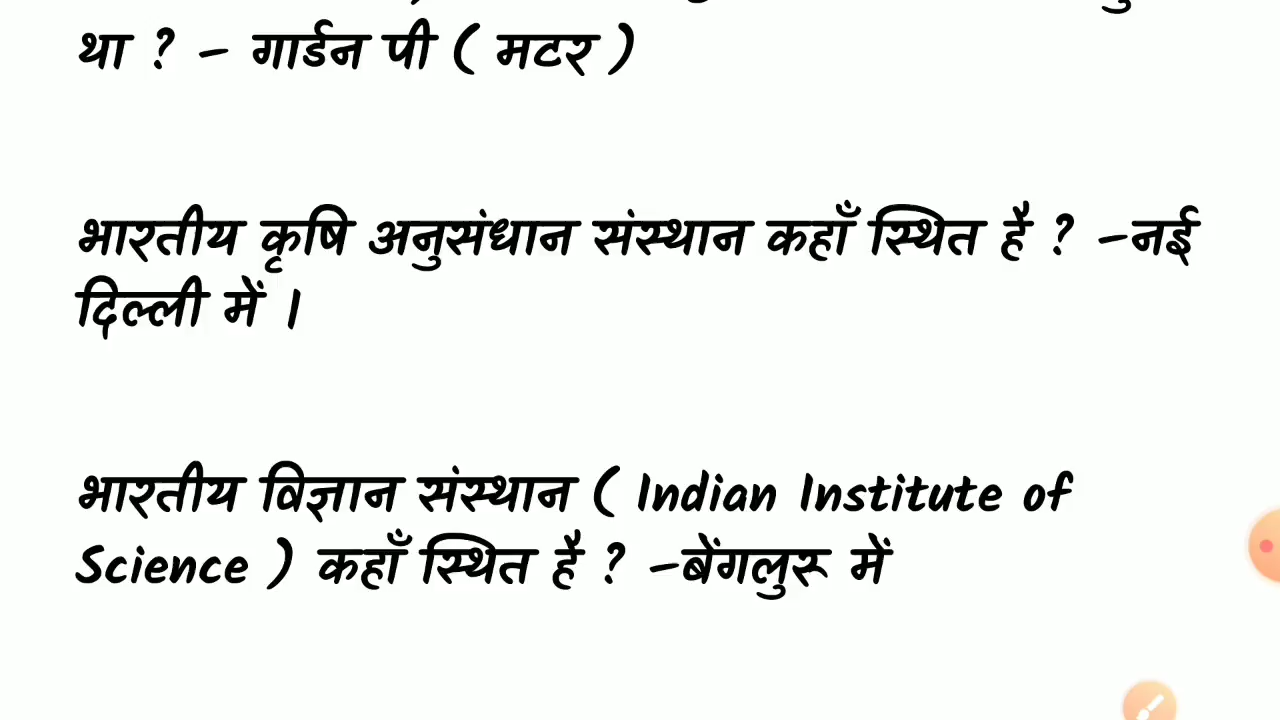 था ? - गार्डन पी ( मटर )
भारतीय कृषि अनुसंधान संस्थान कहाँ स्थित है ? -नई
दिल्ली में ।
भारतीय विज्ञान संस्थान ( Indian Institute of
Science ) कहाँ स्थित है ? -बेंगलुरू में